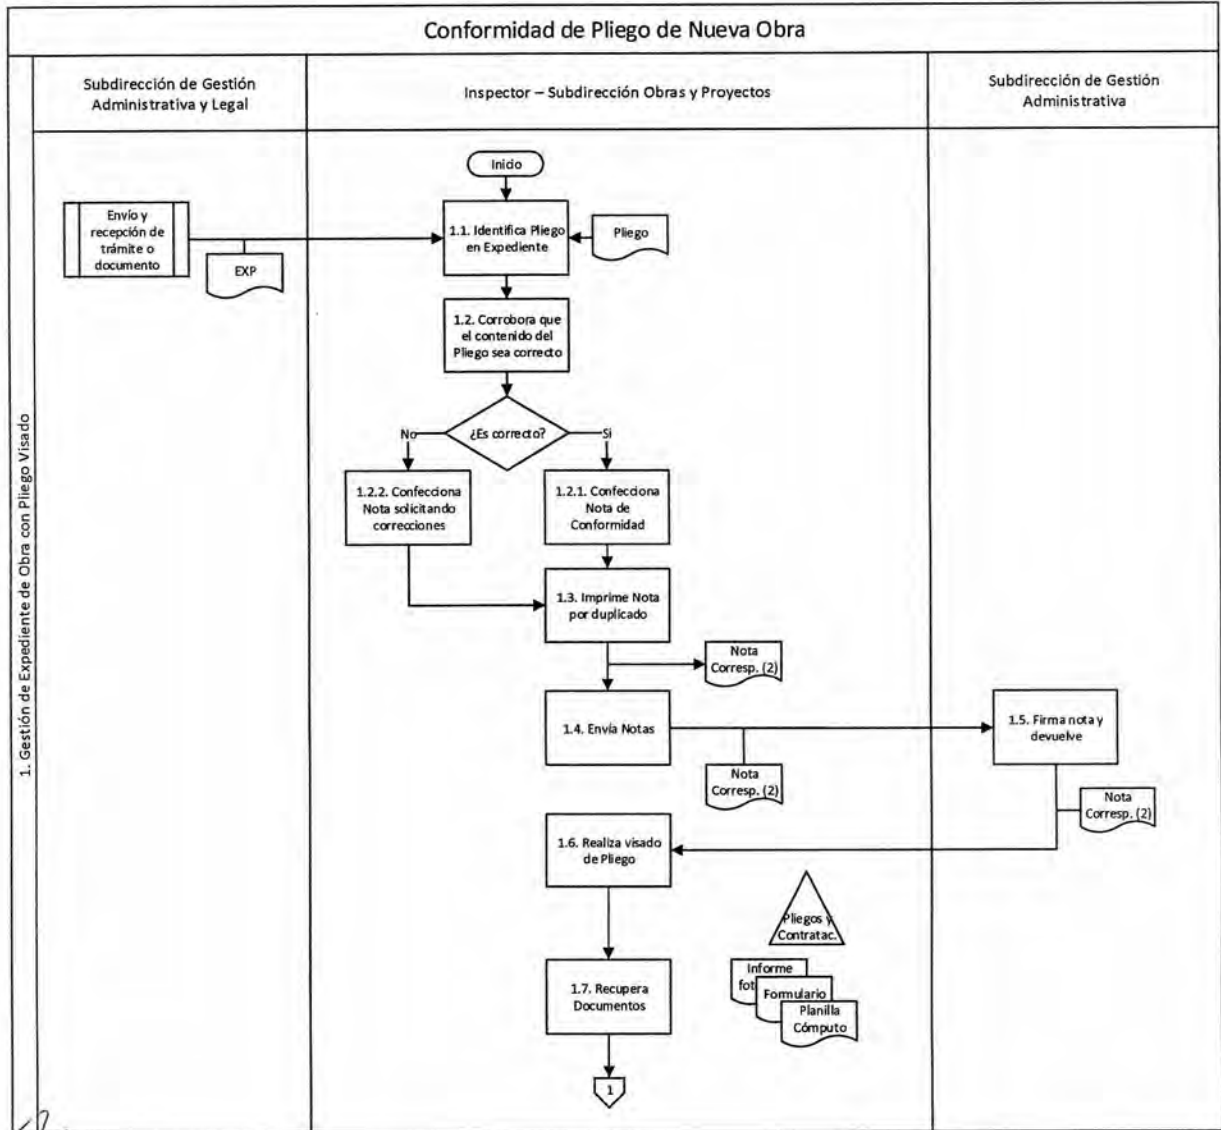 Conformidad de Pliego de Nueva Obra
Subdirección de Gestión
Administrativa y Legal
Inspector – Subdirección Obras y Proyectos
Subdirección de Gestión
Administrativa
1. Gestión de Expediente de Obra con Pliego Visado
Inicio
Envío y
recepción de
trámite o
documento
EXP
1.1. Identifica Pliego
en Expediente
Pliego
1.2. Corrobora que
el contenido del
Pliego sea correcto
¿Es correcto?
No
Si
1.2.2. Confecciona
Nota solicitando
correcciones
1.2.1. Confecciona
Nota de
Conformidad
1.3. Imprime Nota
por duplicado
Nota
Corresp. (2)
1.4. Envía Notas
Nota
Corresp. (2)
1.5. Firma nota y
devuelve
Nota
Corresp. (2)
1.6. Realiza visado
de Pliego
Pliegos y
Contratac.
1.7. Recupera
Documentos
Informe
fot
Formulario
Planilla
Cómputo
1